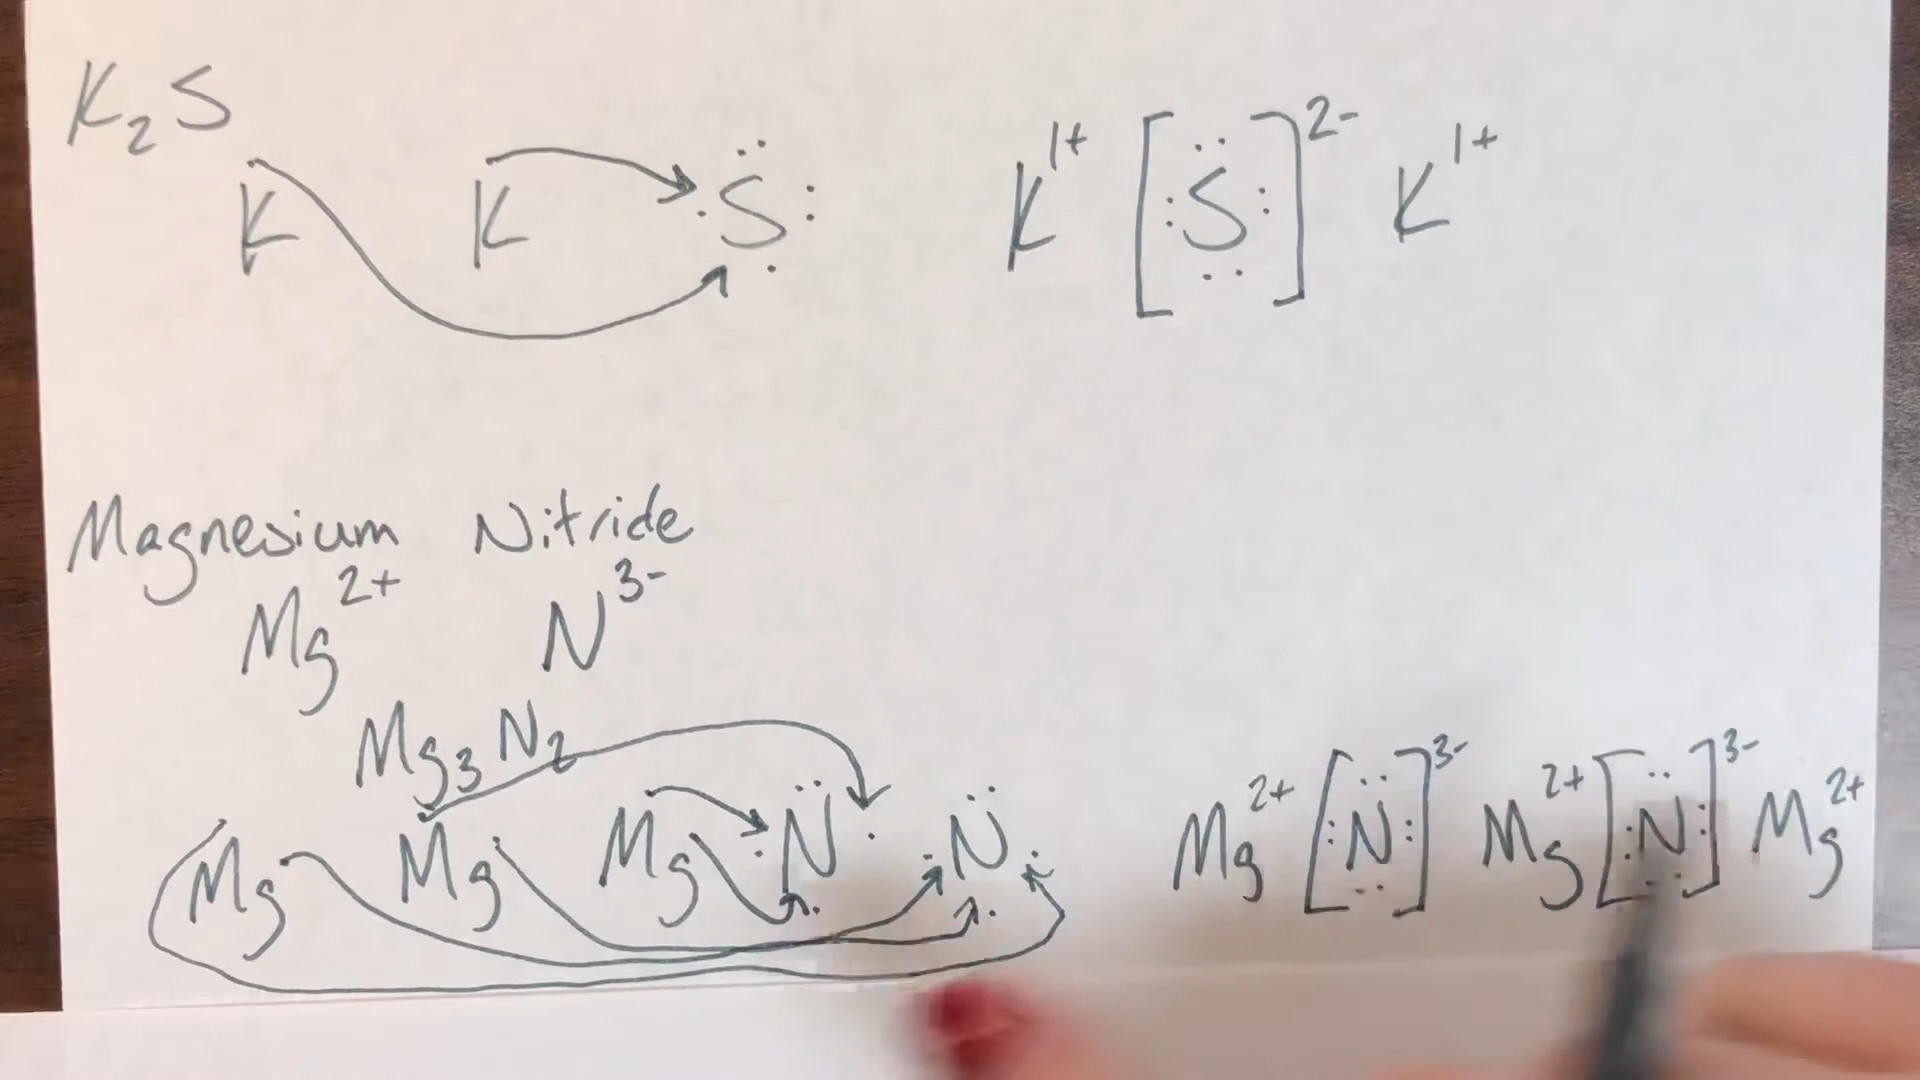 K₂S
K K S K¹⁺ [S]²⁻ K¹⁺
Magnesium Nitride
Mg²⁺ N³⁻
Mg₃N₂
Mg Mg Mg N N Mg²⁺ [N]³⁻ Mg²⁺ [N]³⁻ Mg²⁺